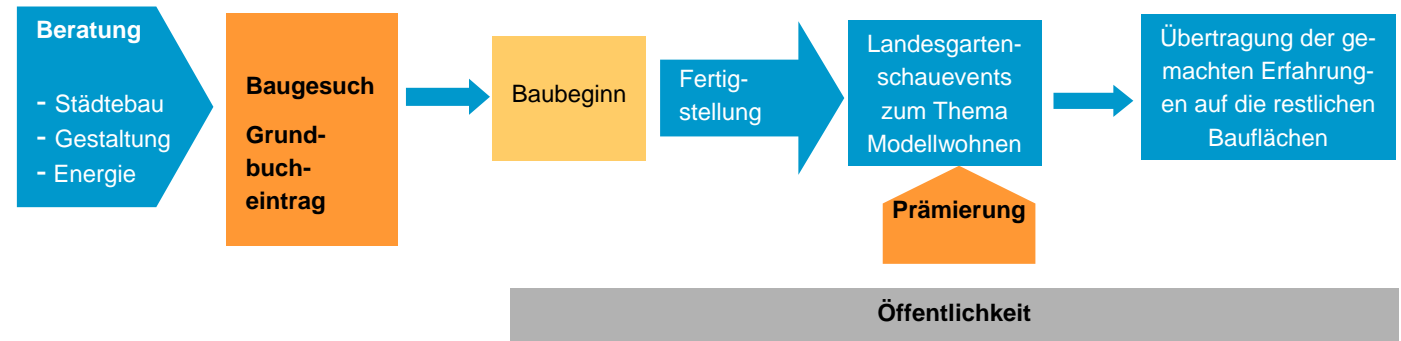 Beratung
- Städtebau
- Gestaltung
- Energie
Baugesuch
Grund-
buch-
eintrag
Baubeginn
Fertig-
stellung
Landesgarten-
schauevents
zum Thema
Modellwohnen
Prämierung
Übertragung der ge-
machten Erfahrung-
en auf die restlichen
Bauflächen
Öffentlichkeit